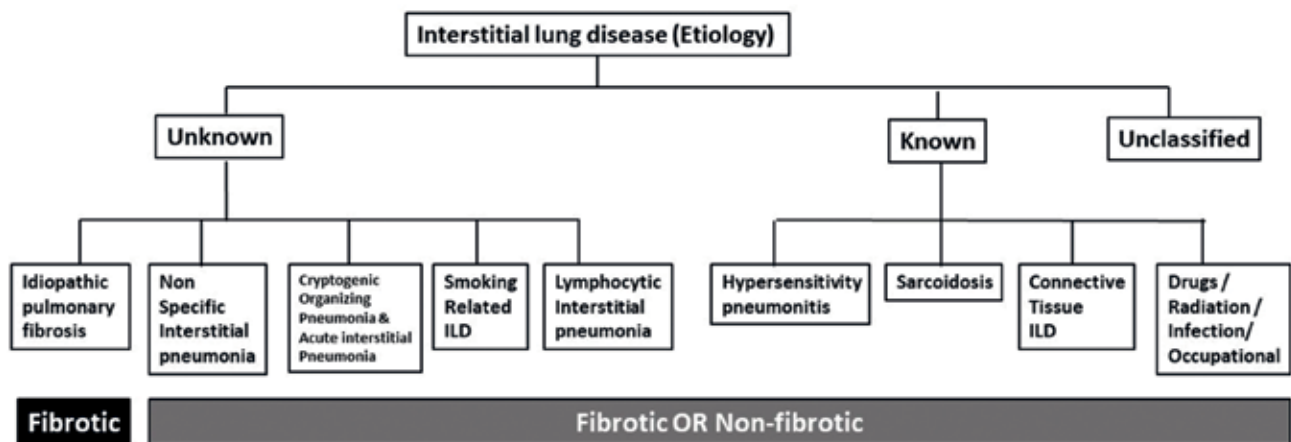 Interstitial lung disease (Etiology)
Unknown
Known
Unclassified
Idiopathic
pulmonary
fibrosis
Non
Specific
Interstitial
pneumonia
Cryptogenic
Organizing
Pneumonia &
Acute interstitial
Pneumonia
Smoking
Related
ILD
Lymphocytic
Interstitial
pneumonia
Hypersensitivity
pneumonitis
Sarcoidosis
Connective
Tissue
ILD
Drugs /
Radiation /
Infection/
Occupational
Fibrotic
Fibrotic OR Non-fibrotic